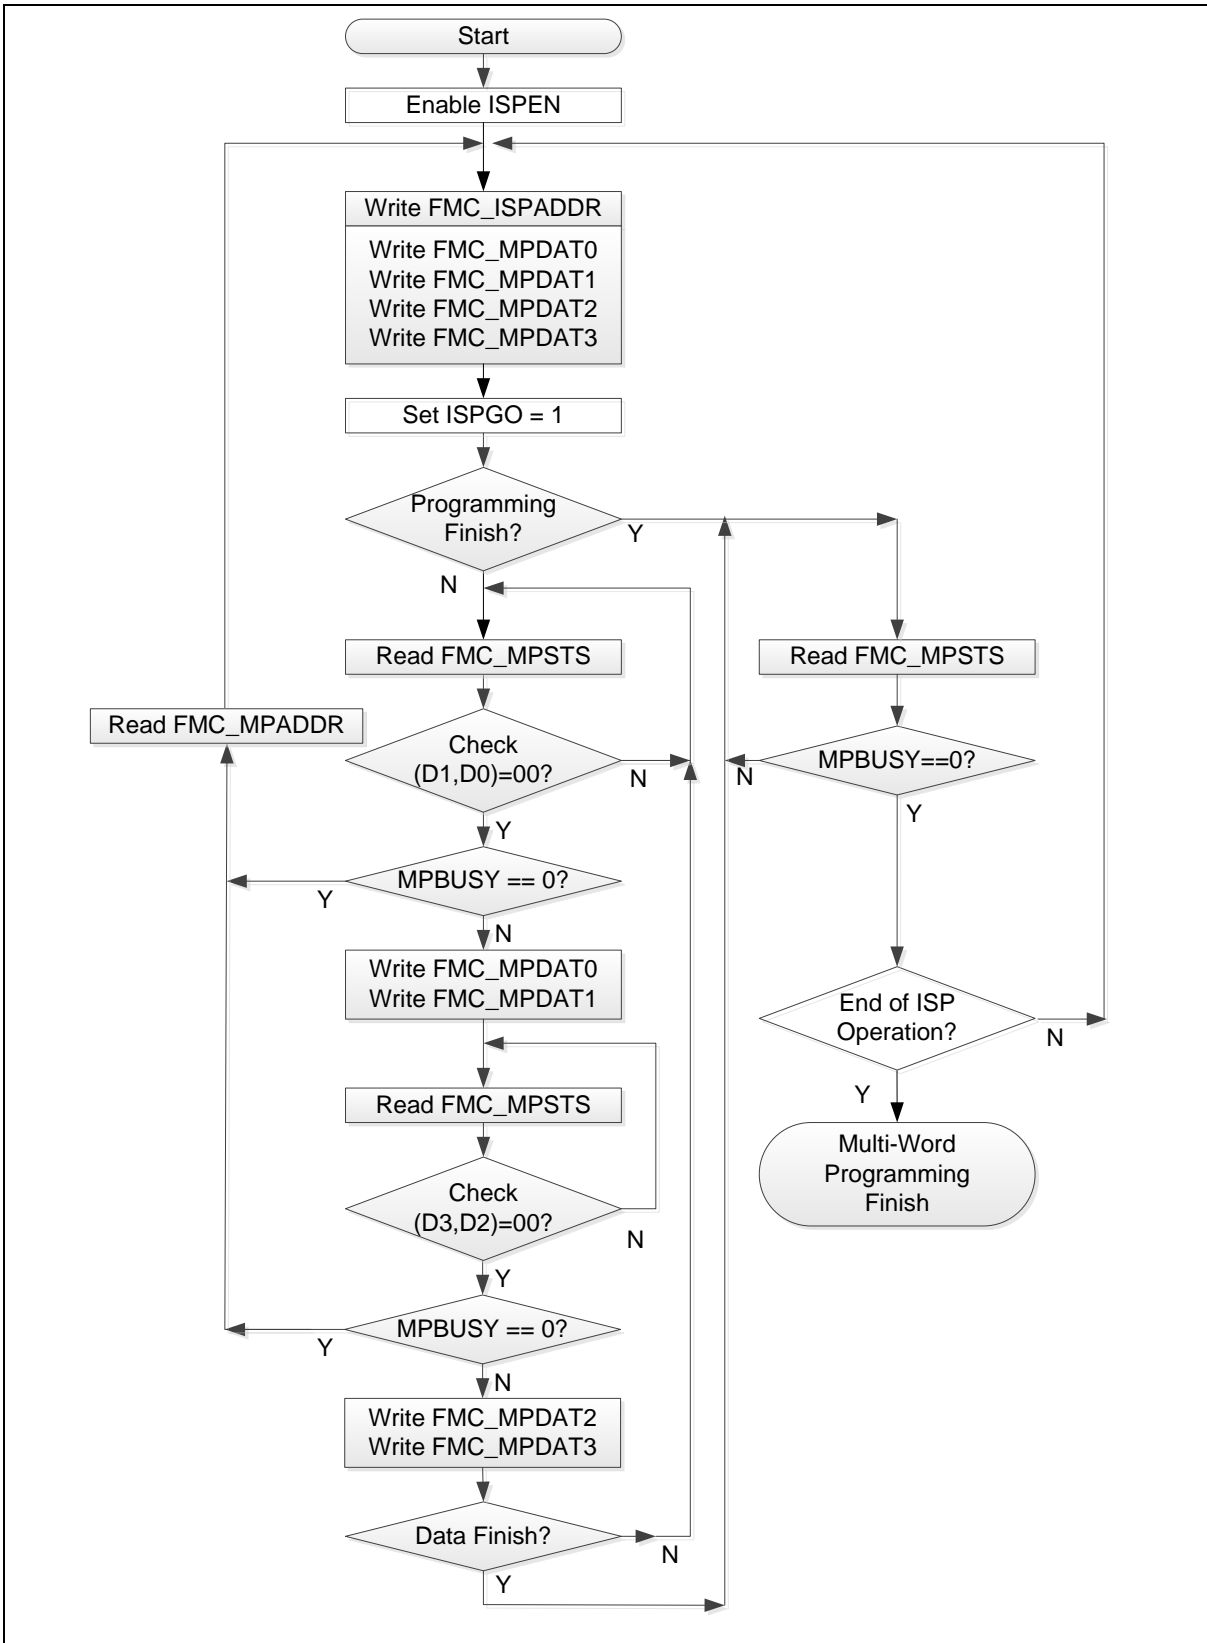 Start
Enable ISPEN
Write FMC_ISPADDR
Write FMC_MPDAT0
Write FMC_MPDAT1
Write FMC_MPDAT2
Write FMC_MPDAT3
Set ISPGO = 1
Programming
Finish?
Y
N
Read FMC_MPSTS
Read FMC_MPSTS
Read FMC_MPADDR
Check
(D1,D0)=00?
N
Y
MPBUSY==0?
N
Y
MPBUSY == 0?
Y
N
Write FMC_MPDAT0
Write FMC_MPDAT1
End of ISP
Operation?
N
Y
Read FMC_MPSTS
Multi-Word
Programming
Finish
Check
(D3,D2)=00?
N
Y
MPBUSY == 0?
Y
N
Write FMC_MPDAT2
Write FMC_MPDAT3
Data Finish?
N
Y